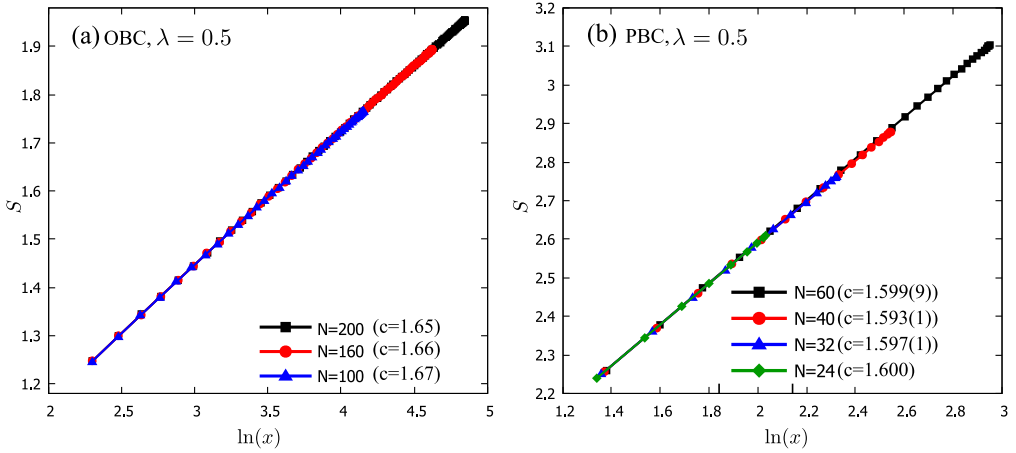 (a) OBC, λ = 0.5
1.9
1.8
1.7
1.6
1.5
1.4
1.3
1.2
S
N=200 (c=1.65)
N=160 (c=1.66)
N=100 (c=1.67)
2 2.5 3 3.5 4 4.5 5
ln(x)
(b) PBC, λ = 0.5
3.2
3.1
3
2.9
2.8
2.7
2.6
2.5
2.4
2.3
2.2
S
N=60 (c=1.599(9))
N=40 (c=1.593(1))
N=32 (c=1.597(1))
N=24 (c=1.600)
1.2 1.4 1.6 1.8 2 2.2 2.4 2.6 2.8 3
ln(x)